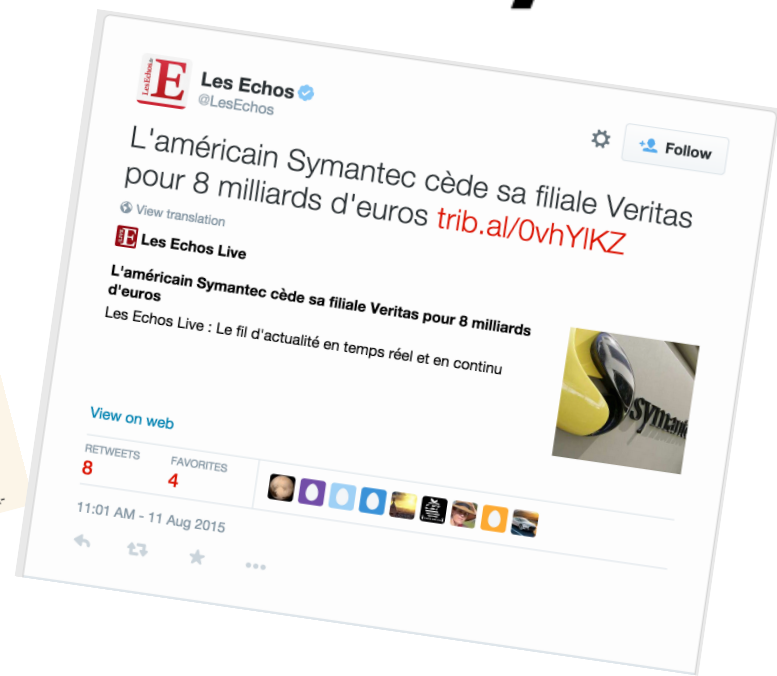 Les Echos
@LesEchos
Follow
L'américain Symantec cède sa filiale Veritas
pour 8 milliards d'euros trib.al/0vhYlKZ
View translation
Les Echos Live
L'américain Symantec cède sa filiale Veritas pour 8 milliards
d'euros
Les Echos Live : Le fil d'actualité en temps réel et en continu
View on web
RETWEETS
8
FAVORITES
4
11:01 AM - 11 Aug 2015